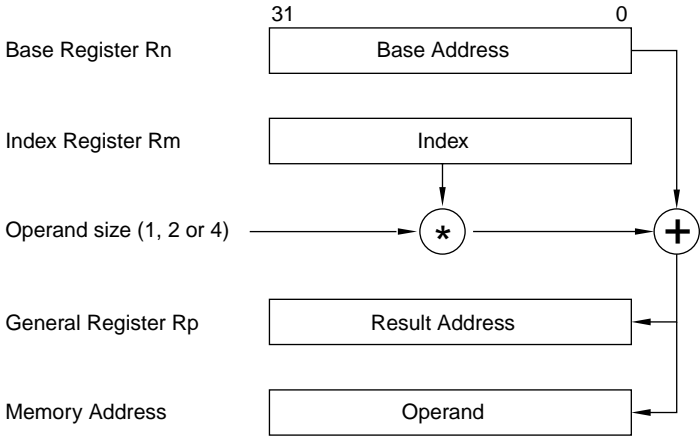 31 0
Base Register Rn Base Address
Index Register Rm Index
Operand size (1, 2 or 4) * +
General Register Rp Result Address
Memory Address Operand